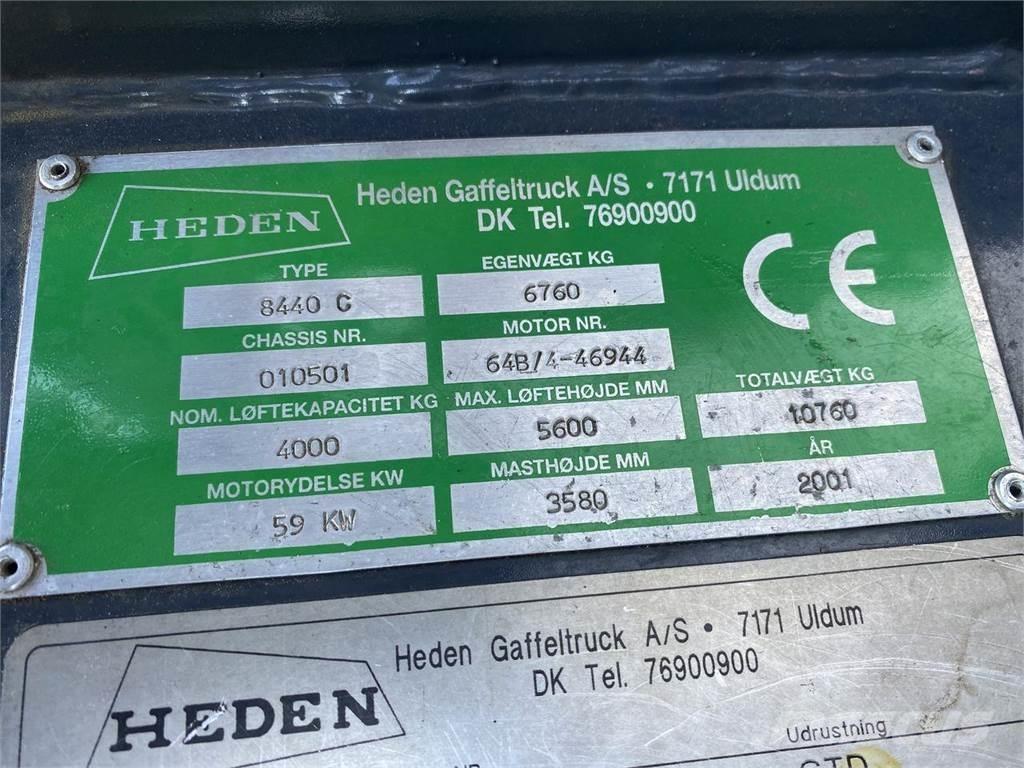 HEDEN
Heden Gaffeltruck A/S · 7171 Uldum
DK Tel. 76900900
TYPE
8440 C
EGENVÆGT KG
6760
CE
CHASSIS NR.
010501
MOTOR NR.
64B/4-46944
NOM. LØFTEKAPACITET KG
4000
MAX. LØFTEHØJDE MM
5600
TOTALVÆGT KG
10760
MOTORYDELSE KW
59 KW
MASTHØJDE MM
3580
ÅR
2001
HEDEN
Heden Gaffeltruck A/S · 7171 Uldum
DK Tel. 76900900
Udrustning